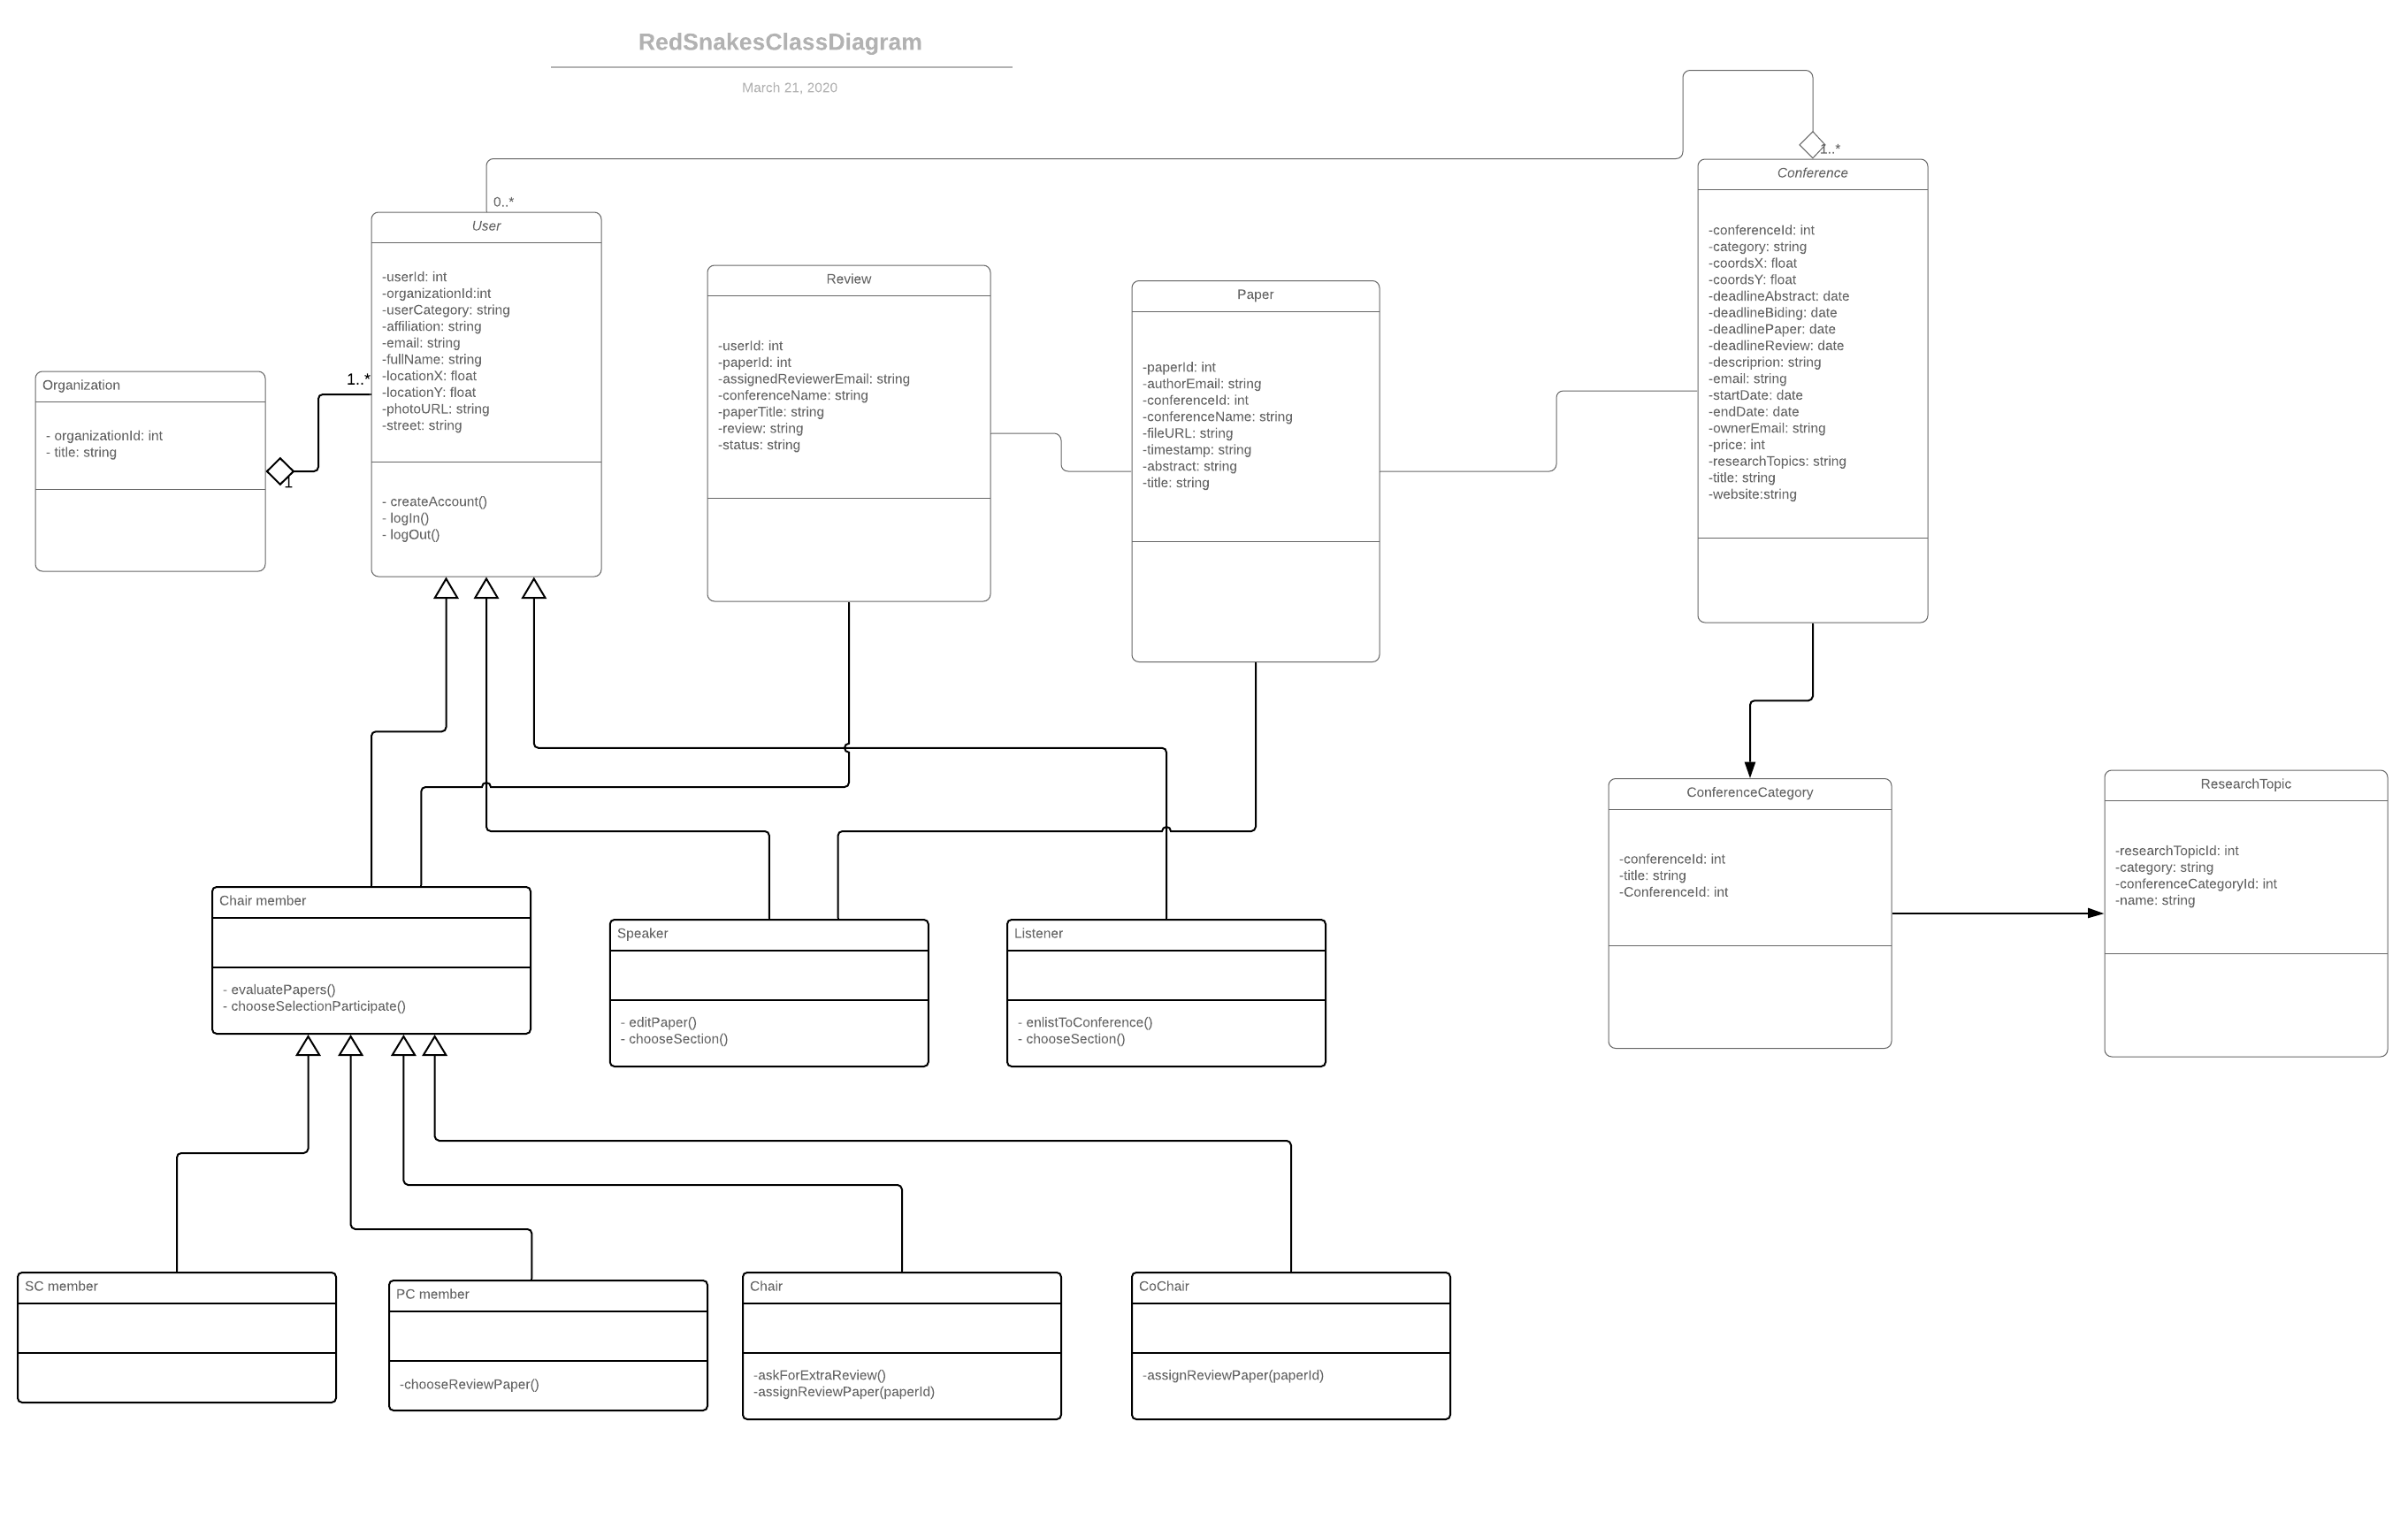 RedSnakesClassDiagram
March 21, 2020
1..*
Conference
-conferenceId: int
-category: string
-coordsX: float
-coordsY: float
-deadlineAbstract: date
-deadlineBiding: date
-deadlinePaper: date
-deadlineReview: date
-descriprion: string
-email: string
-startDate: date
-endDate: date
-ownerEmail: string
-price: int
-researchTopics: string
-title: string
-website:string
0..*
User
-userId: int
-organizationId:int
-userCategory: string
-affiliation: string
-email: string
-fullName: string
-locationX: float
-locationY: float
-photoURL: string
-street: string
- createAccount()
- logIn()
- logOut()
Review
-userId: int
-paperId: int
-assignedReviewerEmail: string
-conferenceName: string
-paperTitle: string
-review: string
-status: string
Paper
-paperId: int
-authorEmail: string
-conferenceId: int
-conferenceName: string
-fileURL: string
-timestamp: string
-abstract: string
-title: string
1..*
Organization
- organizationId: int
- title: string
1
ConferenceCategory
-conferenceId: int
-title: string
-ConferenceId: int
ResearchTopic
-researchTopicId: int
-category: string
-conferenceCategoryId: int
-name: string
Chair member
- evaluatePapers()
- chooseSelectionParticipate()
Speaker
- editPaper()
- chooseSection()
Listener
- enlistToConference()
- chooseSection()
SC member
PC member
-chooseReviewPaper()
Chair
-askForExtraReview()
-assignReviewPaper(paperId)
CoChair
-assignReviewPaper(paperId)